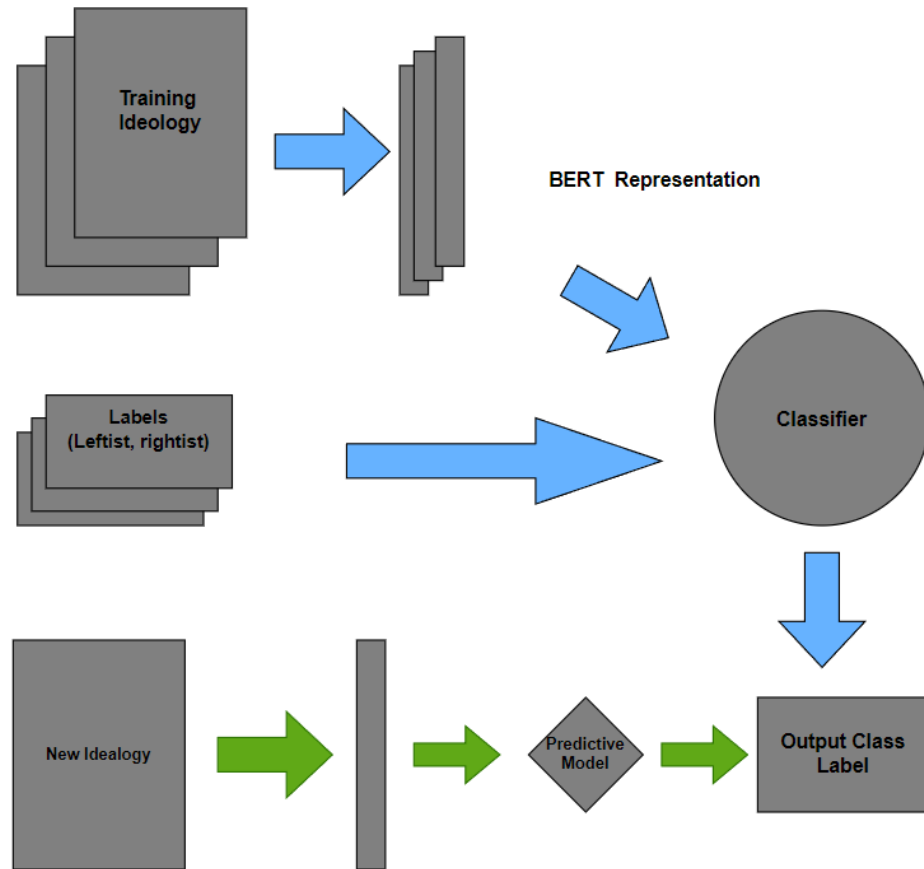 Training
Ideology
BERT Representation
Labels
(Leftist, rightist)
Classifier
New Idealogy
Predictive
Model
Output Class
Label